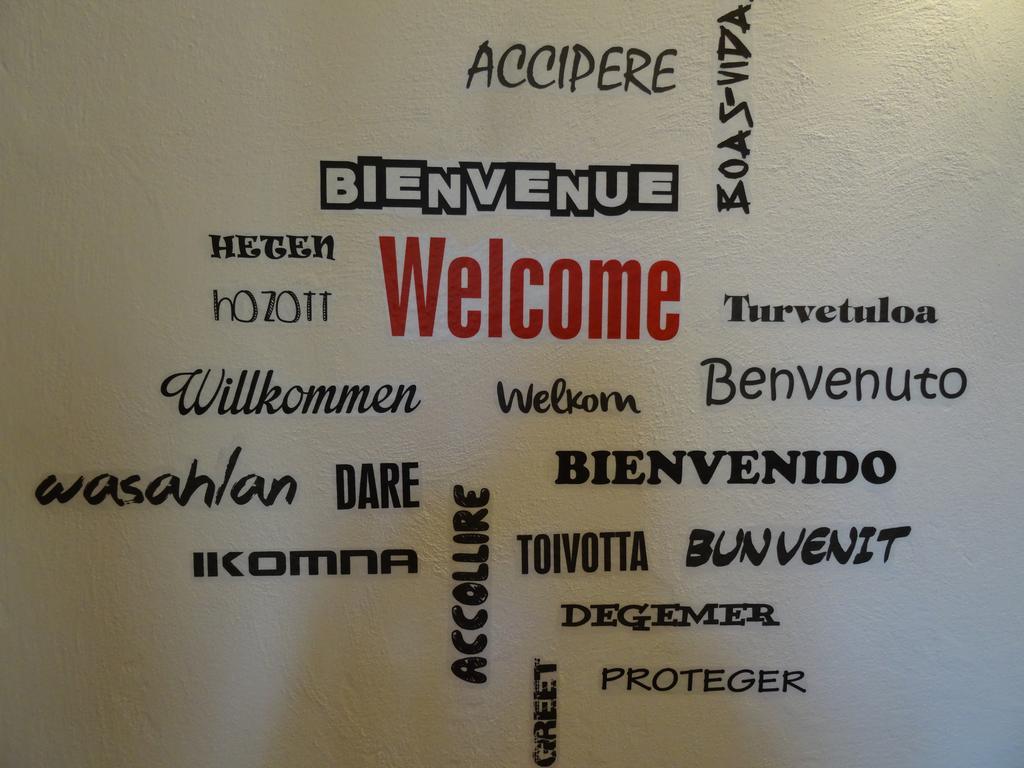 ACCIPERE
BOAS-VIDA
BIENVENUE
HETEN
Welcome
hOZOTT
Turvetuloa
Willkommen
Welkom
Benvenuto
wasahlan
DARE
BIENVENIDO
ACCOLLIRE
IKOMNA
TOIVOTTA
BUNVENIT
DEGEMER
GREET
PROTEGER